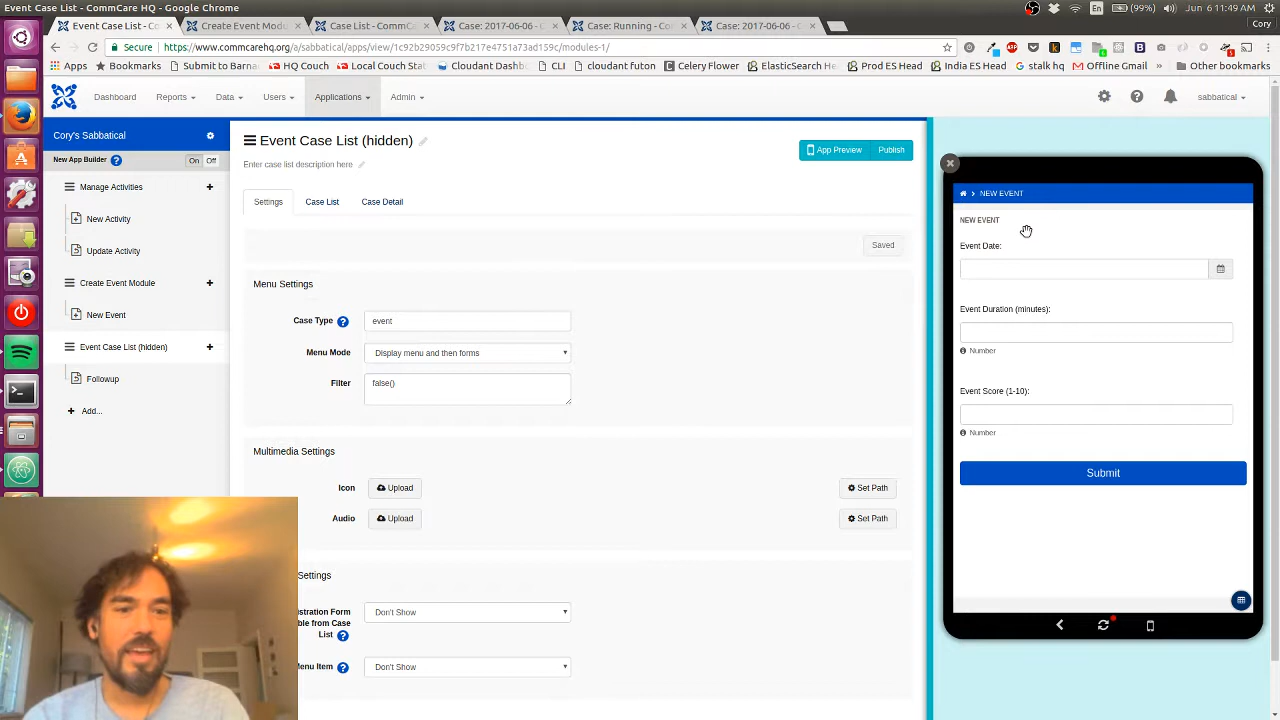 Event Case List - CommCare HQ - Google Chrome
En (99%) Jun 6 11:49 AM
Cory
Event Case List - Com
Create Event Modu
Case List - CommCar
Case: 2017-06-06 - C
Case: Running - Com
Case: 2017-06-06 - C
Secure https://www.commcarehq.org/a/sabbatical/apps/view/1c92b29059c9f7b217e4751a73ad159c/modules-1/
Apps Bookmarks Submit to Barna HQ Couch Local Couch Stat Cloudant Dashb CLI cloudant futon Celery Flower ElasticSearch Prod ES Head India ES Head stalk hq Offline Gmail » Other bookmarks
Dashboard Reports Data Users Applications Admin sabbatical
Cory's Sabbatical
New App Builder On Off
Manage Activities
New Activity
Update Activity
Create Event Module
New Event
Event Case List (hidden)
Followup
Add...
Event Case List (hidden)
Enter case list description here
App Preview Publish
Settings Case List Case Detail
Saved
Menu Settings
Case Type event
Menu Mode Display menu and then forms
Filter false()
Multimedia Settings
Icon Upload Set Path
Audio Upload Set Path
Settings
Don't Show
List
Menu Item Don't Show
NEW EVENT
NEW EVENT
Event Date:
Event Duration (minutes):
Number
Event Score (1-10):
Number
Submit